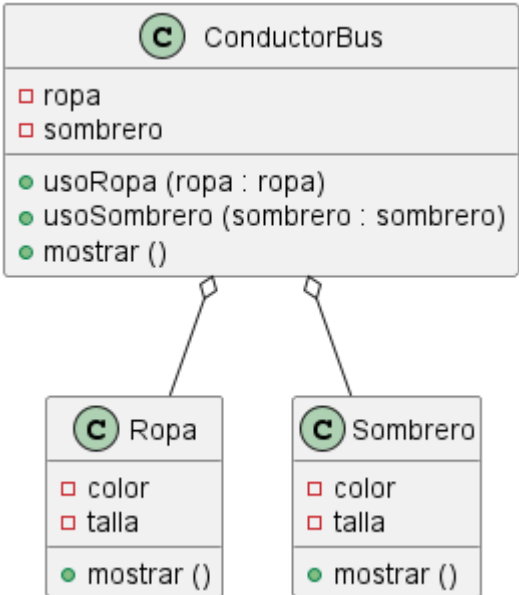 C ConductorBus
ropa
sombrero
usoRopa (ropa : ropa)
usoSombrero (sombrero : sombrero)
mostrar ()
C Ropa
color
talla
mostrar ()
C Sombrero
color
talla
mostrar ()